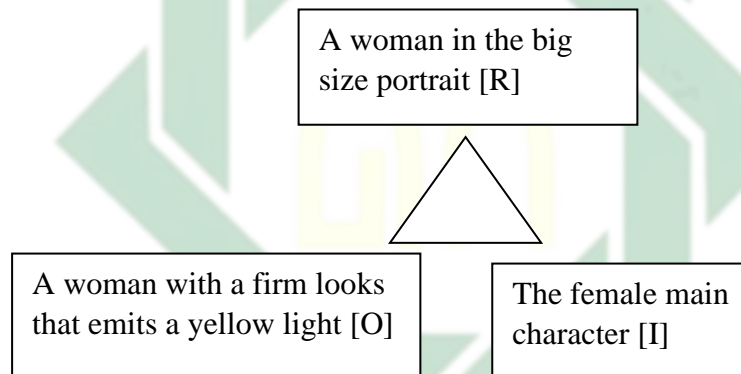 A woman in the big
size portrait [R]
A woman with a firm looks
that emits a yellow light [O]
The female main
character [I]